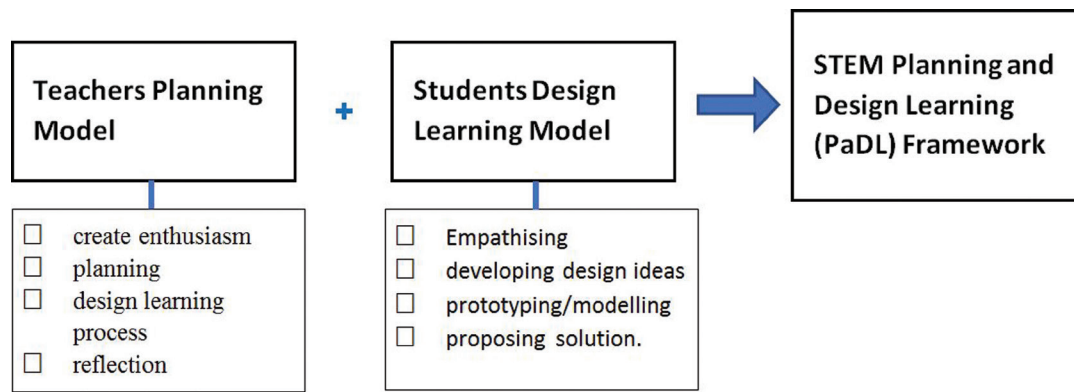 Teachers Planning
Model
+
Students Design
Learning Model
STEM Planning and
Design Learning
(PaDL) Framework
☐ create enthusiasm
☐ planning
☐ design learning
process
☐ reflection
☐ Empathising
☐ developing design ideas
☐ prototyping/modelling
☐ proposing solution.